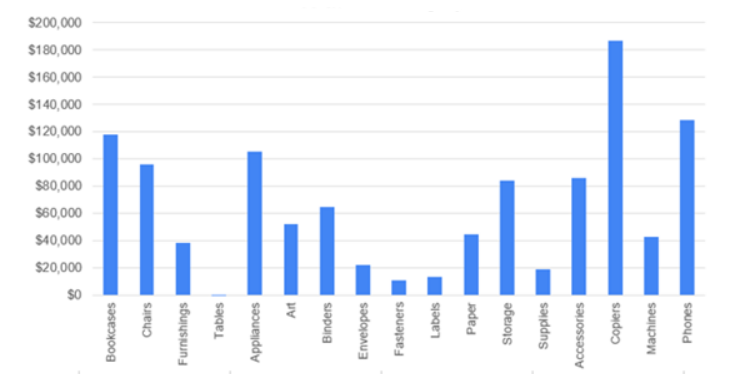 $200,000
$180,000
$160,000
$140,000
$120,000
$100,000
$80,000
$60,000
$40,000
$20,000
$0
Bookcases
Chairs
Furnishings
Tables
Appliances
Art
Binders
Envelopes
Fasteners
Labels
Paper
Storage
Supplies
Accessories
Copiers
Machines
Phones